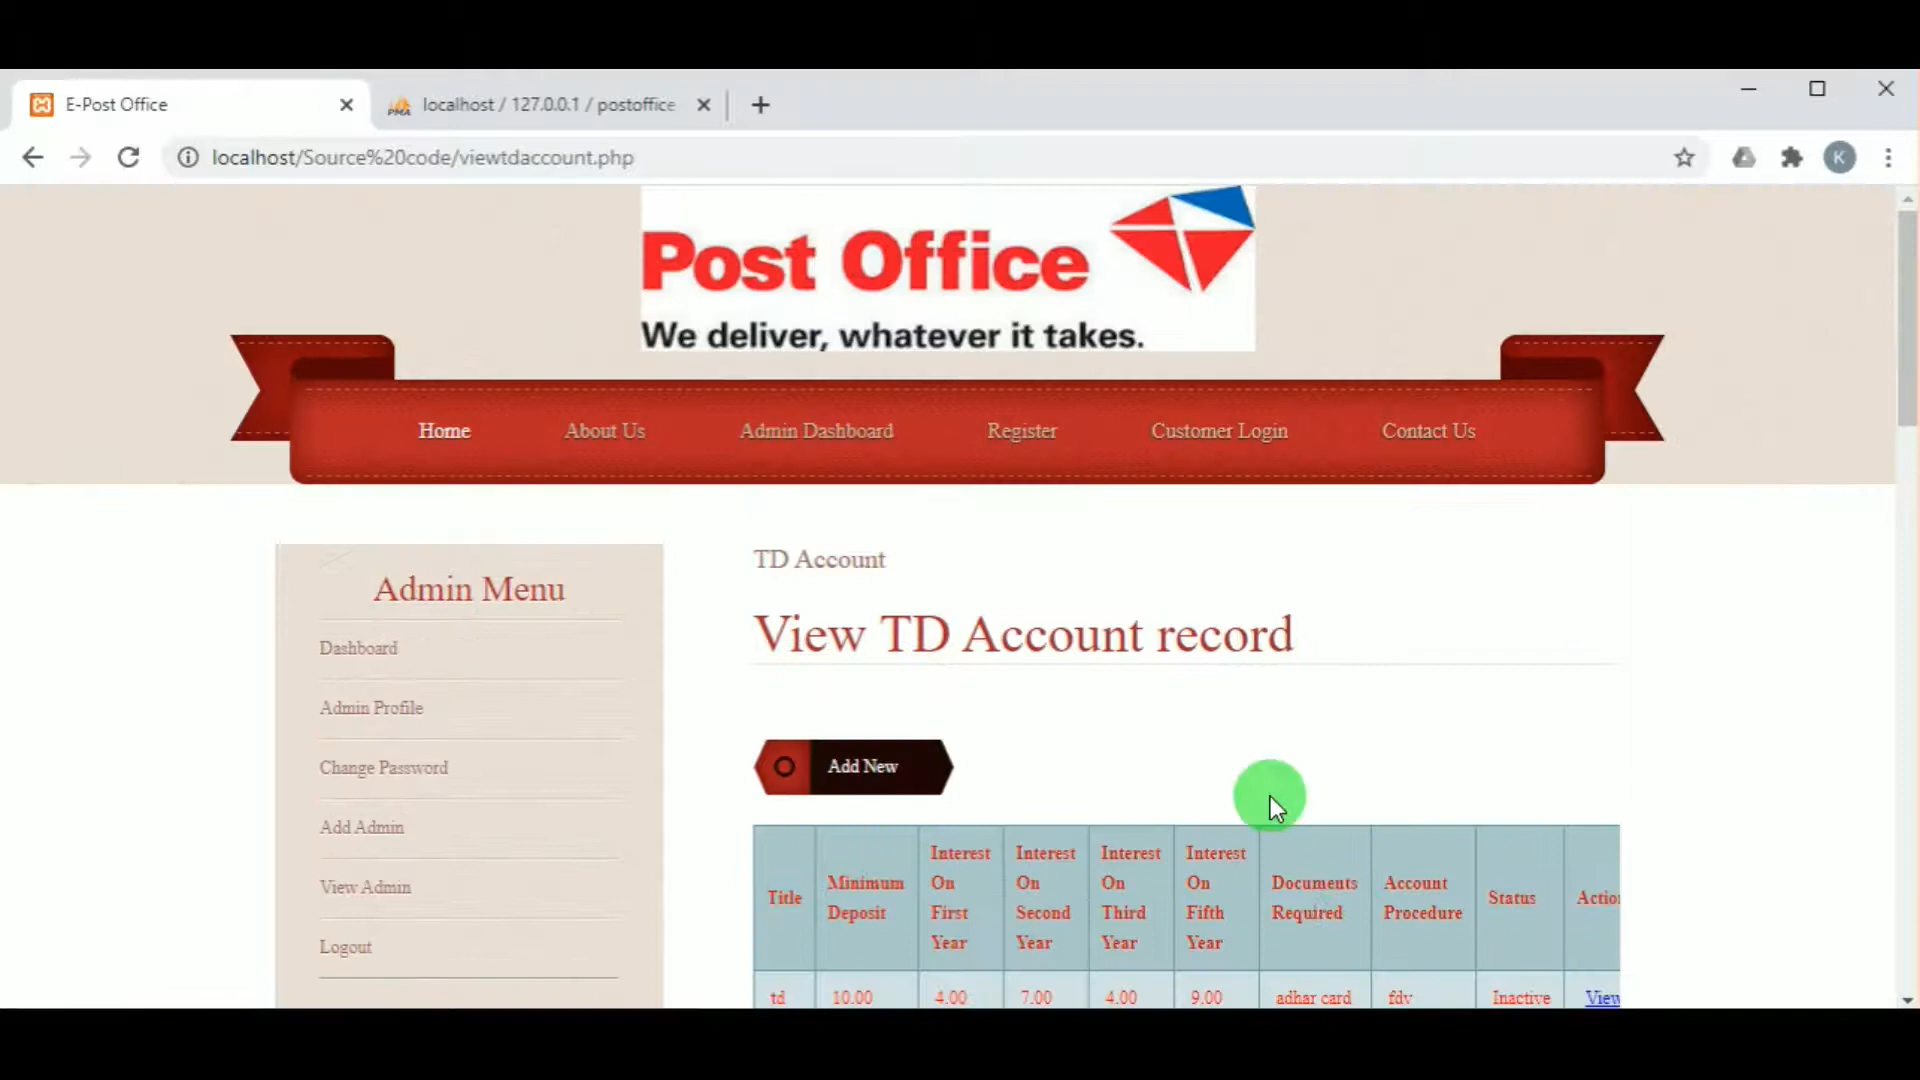 E-Post Office
localhost / 127.0.0.1 / postoffice
localhost/Source%20code/viewtdaccount.php
K
Post Office
We deliver, whatever it takes.
Home About Us Admin Dashboard Register Customer Login Contact Us
Admin Menu
Dashboard
Admin Profile
Change Password
Add Admin
View Admin
Logout
TD Account
View TD Account record
Add New
Title Minimum Deposit Interest On First Year Interest On Second Year Interest On Third Year Interest On Fifth Year Documents Required Account Procedure Status Action
td 10.00 4.00 7.00 4.00 9.00 adhar card fdv Inactive View